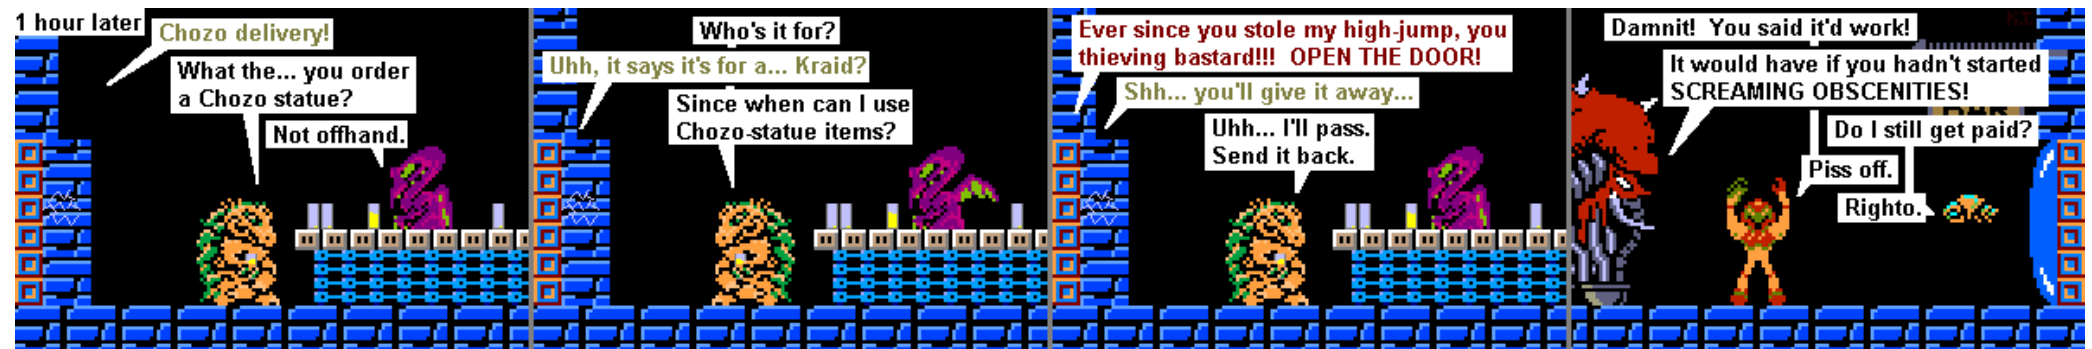 1 hour later
Chozo delivery!
What the... you order
a Chozo statue?
Not offhand.
Who's it for?
Uhh, it says it's for a... Kraid?
Since when can I use
Chozo-statue items?
Ever since you stole my high-jump, you
thieving bastard!!!  OPEN THE DOOR!
Shh... you'll give it away...
Uhh... I'll pass.
Send it back.
Damnit!  You said it'd work!
It would have if you hadn't started
SCREAMING OBSCENITIES!
Do I still get paid?
Piss off.
Righto.